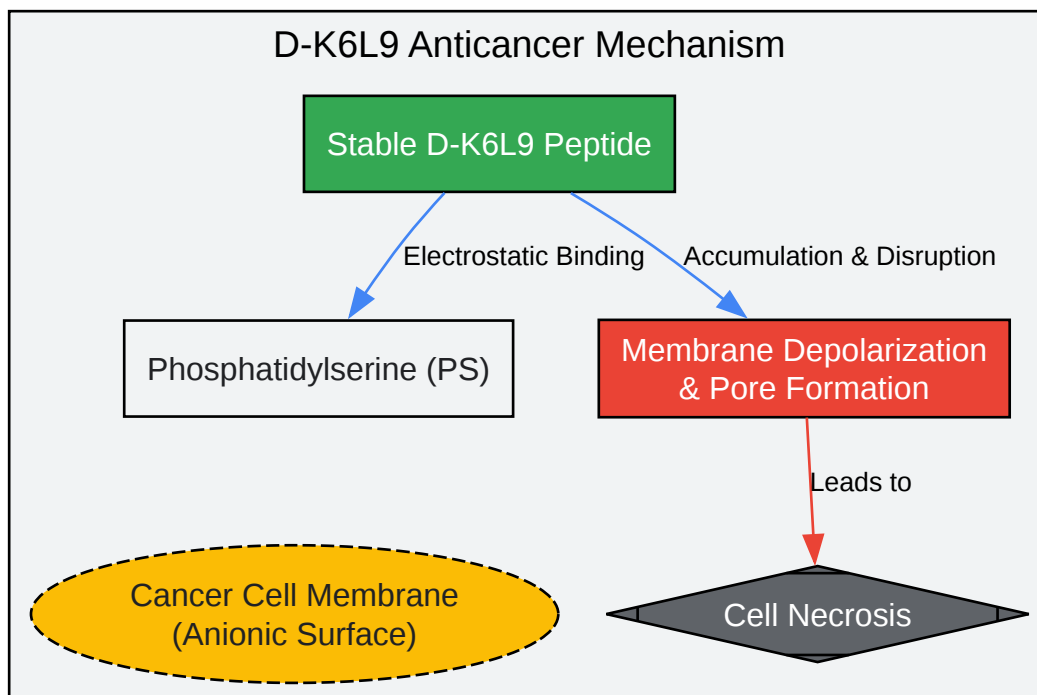 D-K6L9 Anticancer Mechanism
Stable D-K6L9 Peptide
Electrostatic Binding
Accumulation & Disruption
Phosphatidylserine (PS)
Membrane Depolarization
& Pore Formation
Leads to
Cancer Cell Membrane
(Anionic Surface)
Cell Necrosis